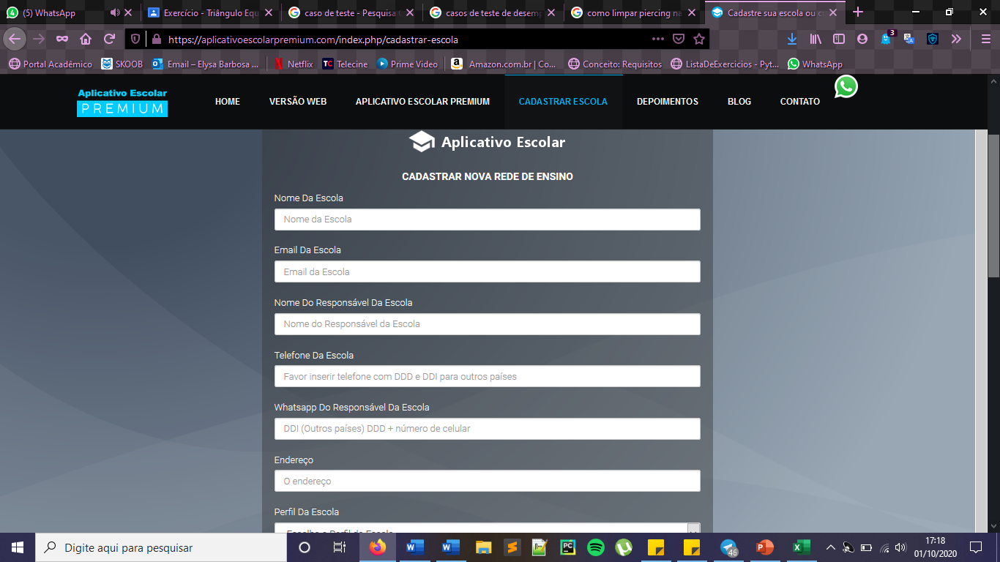 (5) WhatsApp
Exercício - Triângulo Equ
caso de teste - Pesquisa
casos de teste de desem
como limpar piercing na
Cadastre sua escola ou c
https://aplicativoescolarpremium.com/index.php/cadastrar-escola
3
Portal Acadêmico
SKOOB
Email – Elysa Barbosa ...
Netflix
Telecine
Prime Video
Amazon.com.br | Co...
Conceito: Requisitos
ListaDeExercicios - Pyt...
WhatsApp
Aplicativo Escolar
PREMIUM
HOME
VERSÃO WEB
APLICATIVO ESCOLAR PREMIUM
CADASTRAR ESCOLA
DEPOIMENTOS
BLOG
CONTATO
Aplicativo Escolar
CADASTRAR NOVA REDE DE ENSINO
Nome Da Escola
Nome da Escola
Email Da Escola
Email da Escola
Nome Do Responsável Da Escola
Nome do Responsável da Escola
Telefone Da Escola
Favor inserir telefone com DDD e DDI para outros países
Whatsapp Do Responsável Da Escola
DDI (Outros países) DDD + número de celular
Endereço
O endereço
Perfil Da Escola
Escolha o Perfil da Escola
Digite aqui para pesquisar
46
17:18
01/10/2020